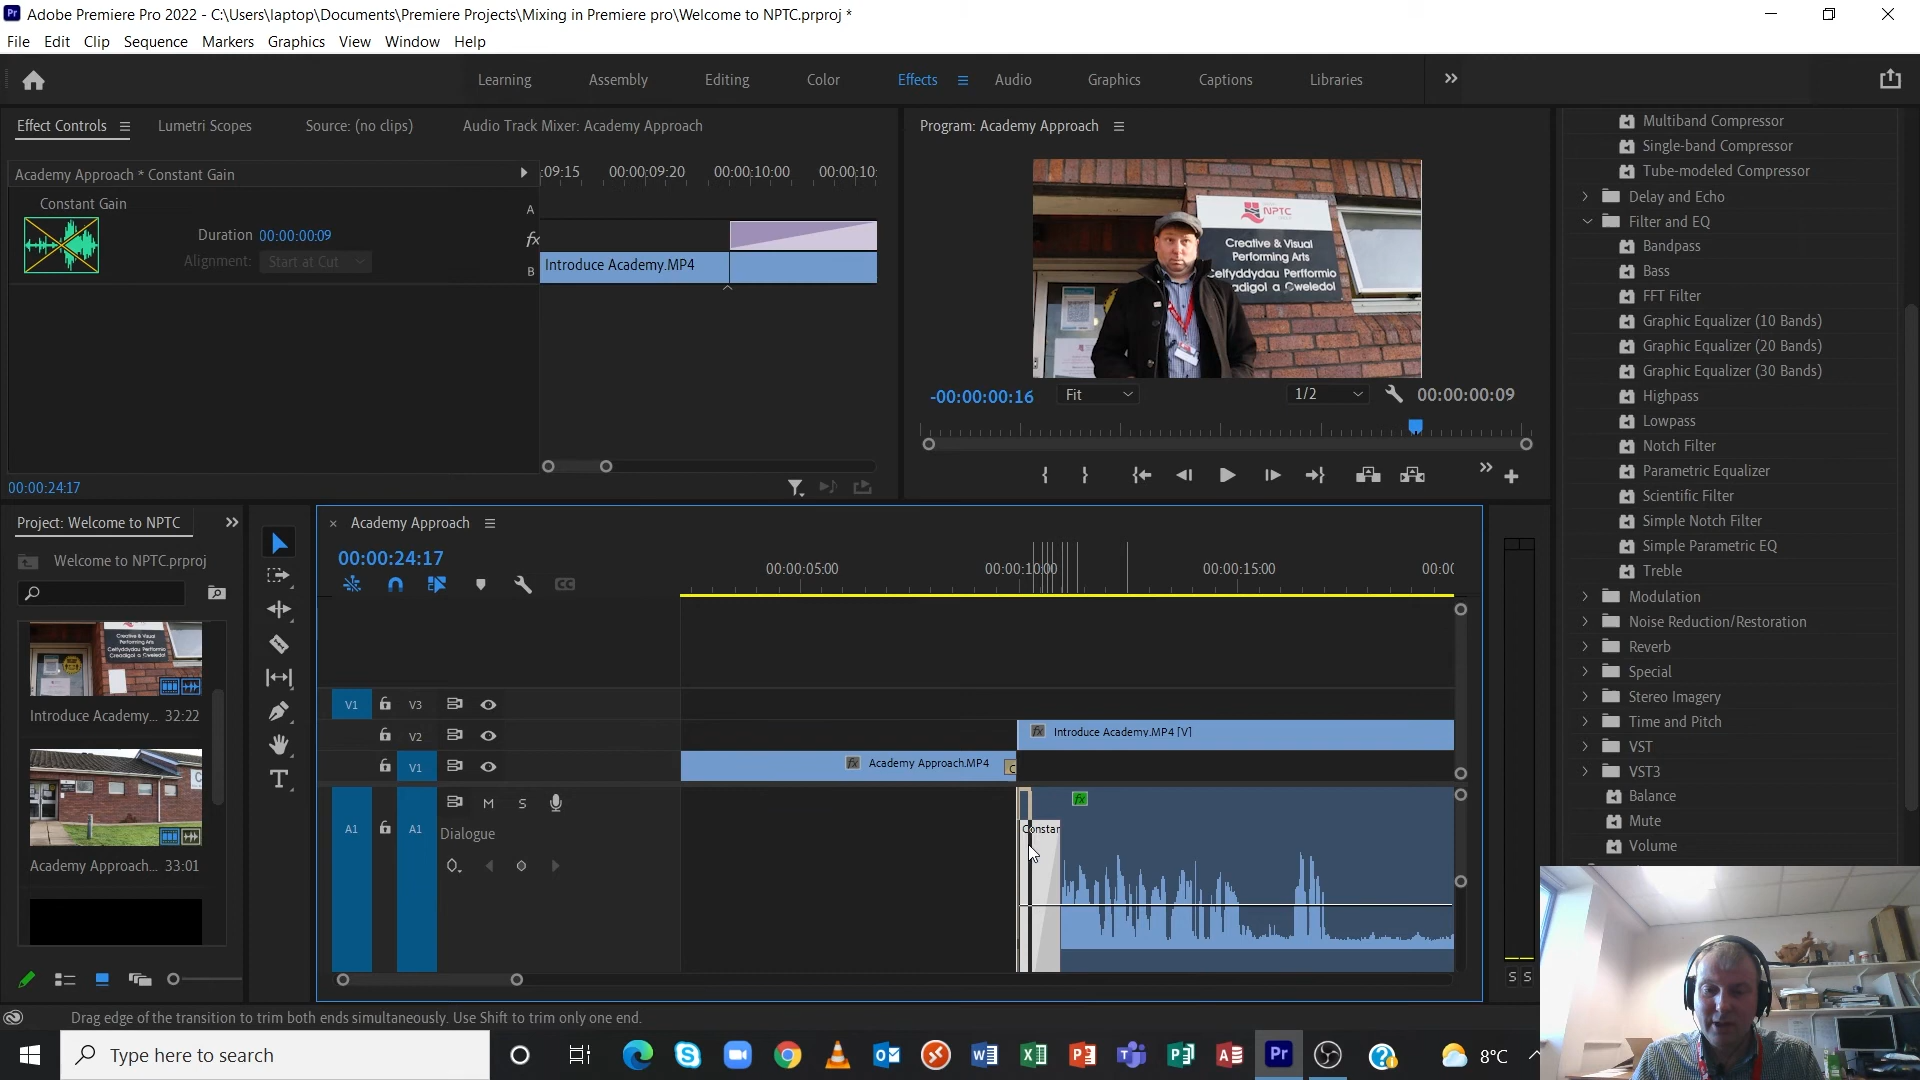 Adobe Premiere Pro 2022 - C:\Users\laptop\Documents\Premiere Projects\Mixing in Premiere pro\Welcome to NPTC.prproj *
File Edit Clip Sequence Markers Graphics View Window Help
Learning Assembly Editing Color Effects Audio Graphics Captions Libraries
Effect Controls Lumetri Scopes Source: (no clips) Audio Track Mixer: Academy Approach
Academy Approach * Constant Gain
:09:15 00:00:09:20 00:00:10:00 00:00:10:
Constant Gain
Duration 00:00:00:09
Alignment: Start at Cut
A
fx
B
Introduce Academy.MP4
00:00:24:17
Program: Academy Approach
NPTC
Creative & Visual
Performing Arts
Celfyddydau Perfformio
Creadigol a Gweledol
-00:00:00:16 Fit 1/2 00:00:00:09
Multiband Compressor
Single-band Compressor
Tube-modeled Compressor
Delay and Echo
Filter and EQ
Bandpass
Bass
FFT Filter
Graphic Equalizer (10 Bands)
Graphic Equalizer (20 Bands)
Graphic Equalizer (30 Bands)
Highpass
Lowpass
Notch Filter
Parametric Equalizer
Scientific Filter
Simple Notch Filter
Simple Parametric EQ
Treble
Modulation
Noise Reduction/Restoration
Reverb
Special
Stereo Imagery
Time and Pitch
VST
VST3
Balance
Mute
Volume
Project: Welcome to NPTC
Welcome to NPTC.prproj
Introduce Academy... 32:22
Academy Approach... 33:01
Academy Approach
00:00:24:17
00:00:05:00 00:00:10:00 00:00:15:00 00:0(
V1 V3
V2
V1
Introduce Academy.MP4 [V]
Academy Approach.MP4
A1 A1 M S
Dialogue
Constar
S S
Drag edge of the transition to trim both ends simultaneously. Use Shift to trim only one end.
Type here to search
8°C